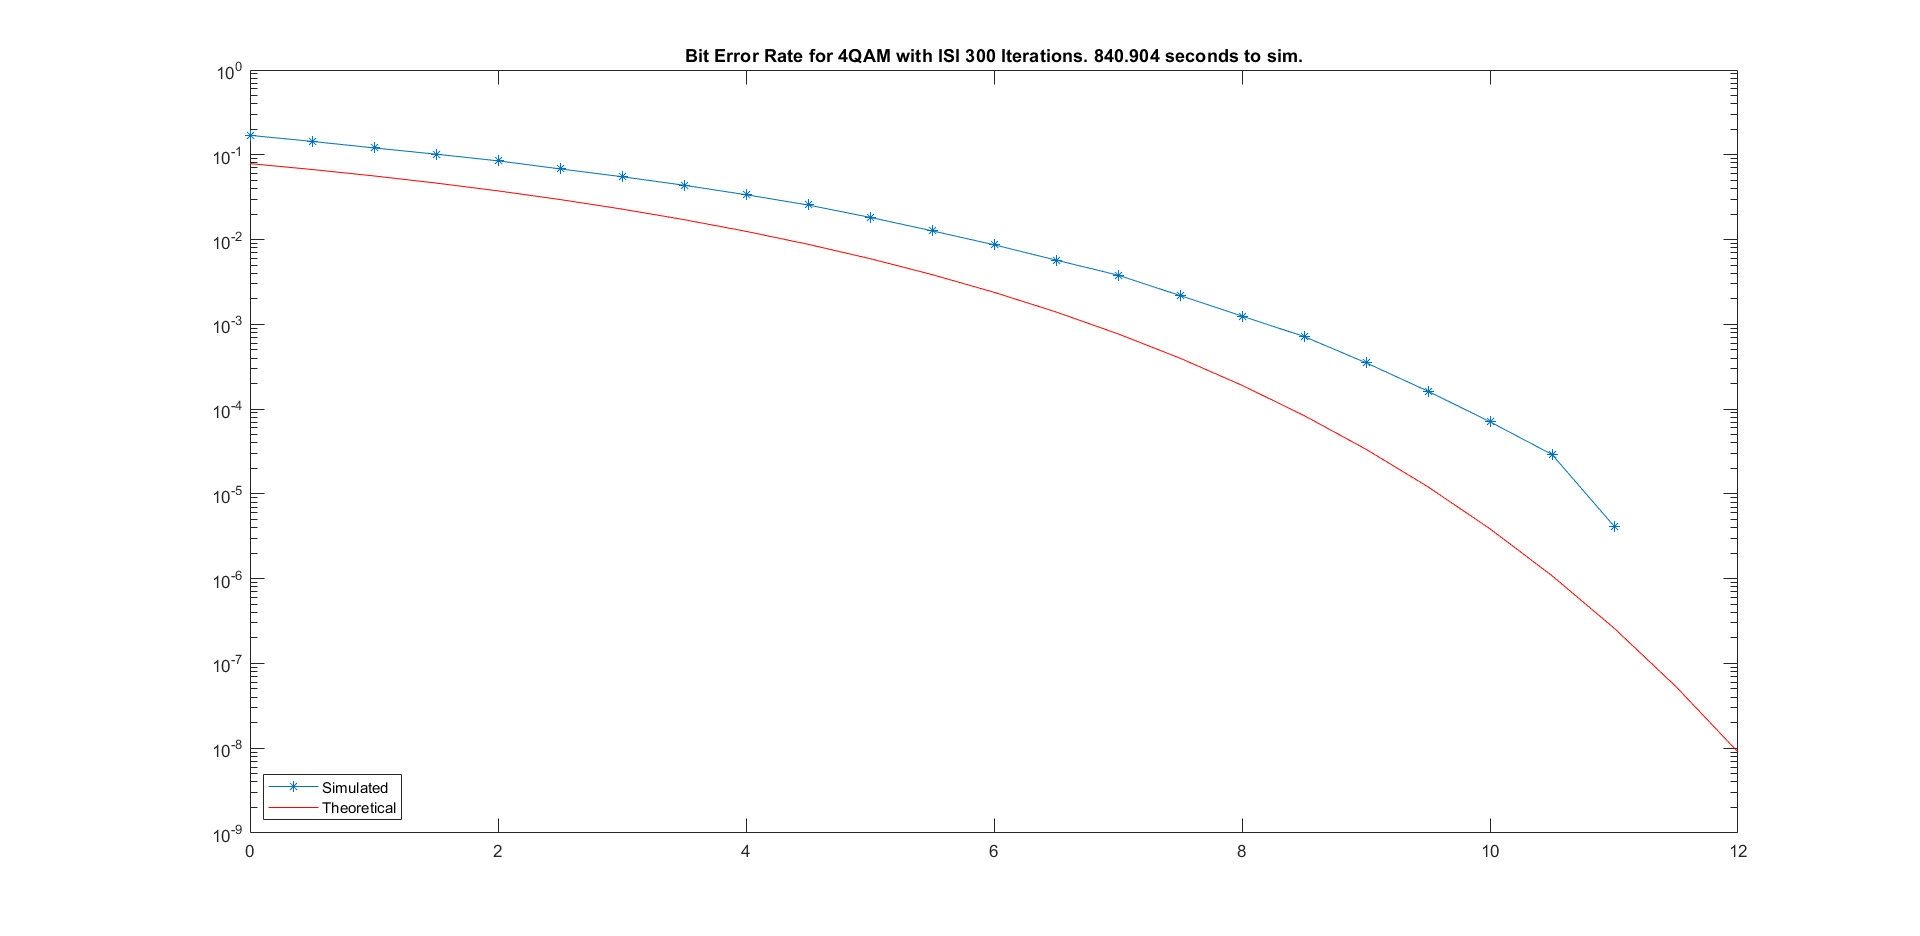 Bit Error Rate for 4QAM with ISI 300 Iterations. 840.904 seconds to sim.
10^0
10^-1
10^-2
10^-3
10^-4
10^-5
10^-6
10^-7
10^-8
10^-9
Simulated
Theoretical
0 2 4 6 8 10 12